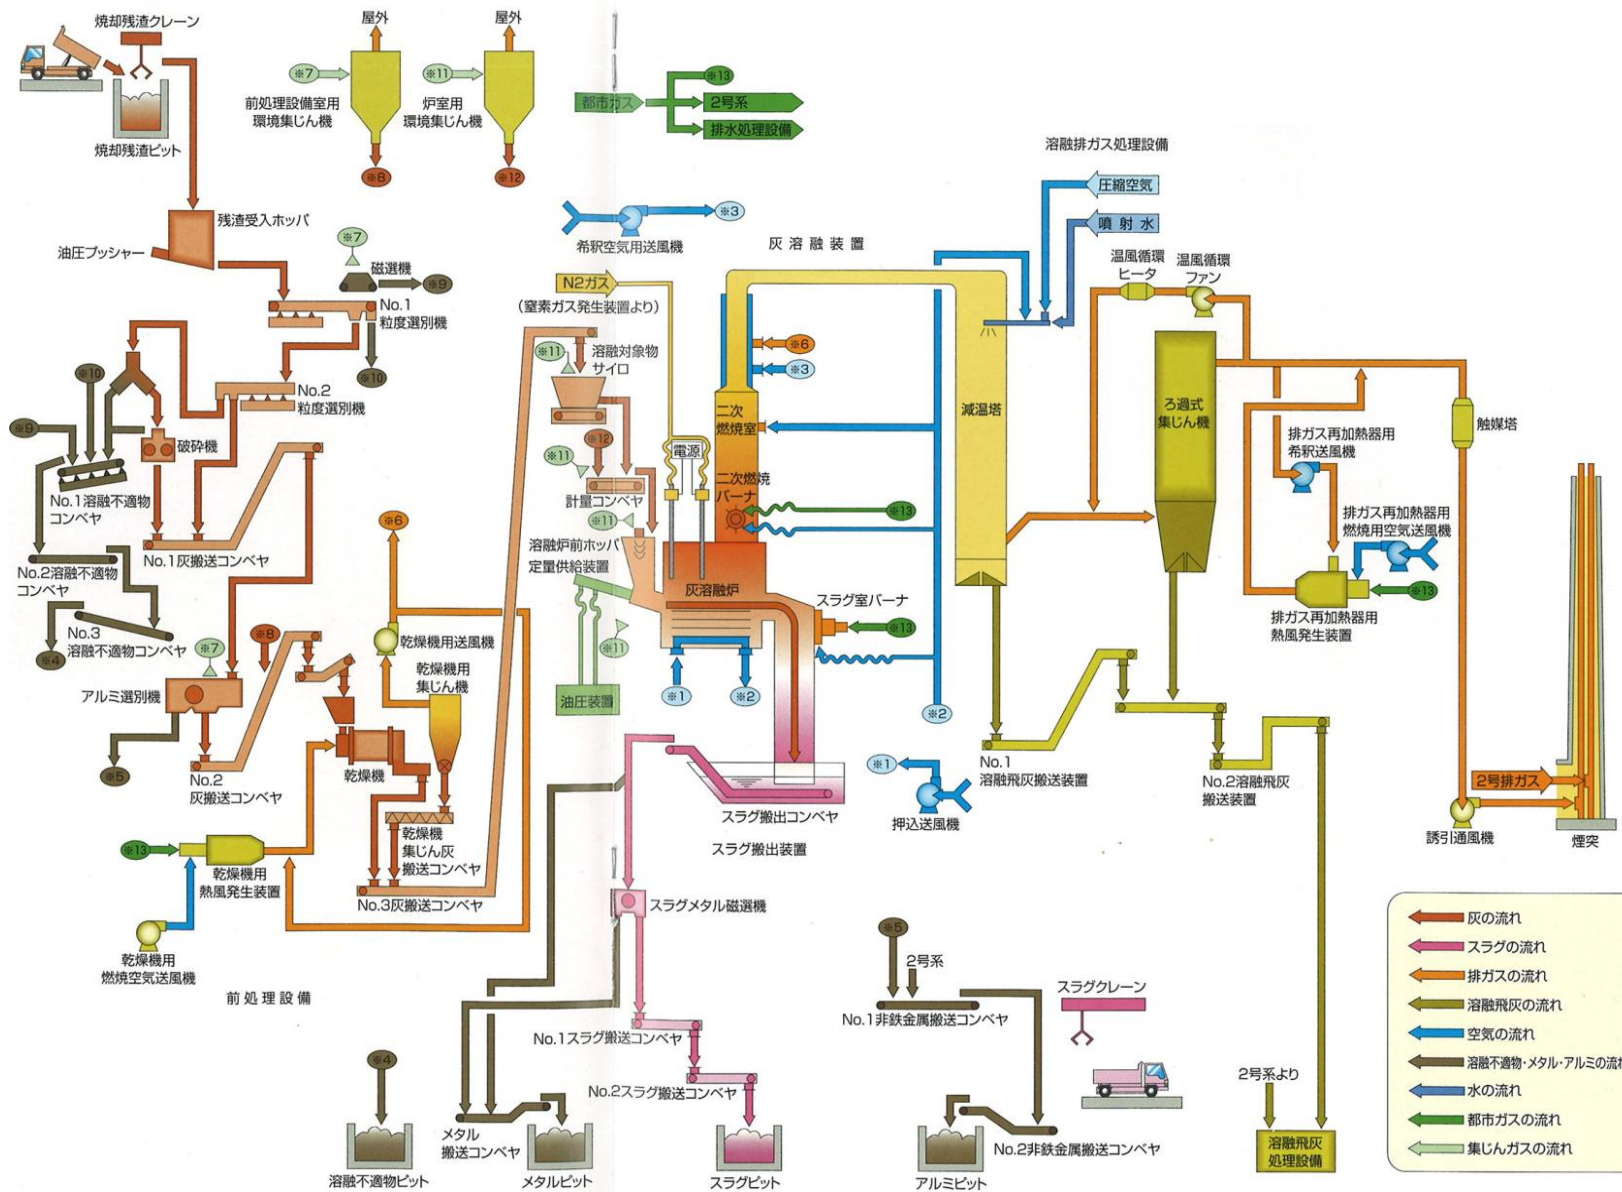 焼却残渣クレーン
焼却残渣ピット
屋外
※7
前処理設備室用
環境集じん機
※8
屋外
※11
炉室用
環境集じん機
※12
都市ガス
※13
2号系
排水処理設備
溶融排ガス処理設備
圧縮空気
噴射水
残渣受入ホッパ
油圧プッシャー
※7
磁選機
※9
No.1
粒度選別機
※10
希釈空気用送風機
※3
灰溶融装置
N2ガス
(窒素ガス発生装置より)
温風循環
ヒータ
温風循環
ファン
※10
No.2
粒度選別機
※9
破砕機
No.1溶融不適物
コンベヤ
No.1灰搬送コンベヤ
No.2溶融不適物
コンベヤ
No.3
溶融不適物コンベヤ
※4
※11
溶融対象物
サイロ
※12
※11
計量コンベヤ
※11
溶融炉前ホッパ
定量供給装置
※11
油圧装置
電源
※6
※3
二次
燃焼室
二次燃焼
バーナ
※13
灰溶融炉
スラグ室バーナ
※13
※1
※2
※2
減温塔
ろ過式
集じん機
触媒塔
排ガス再加熱器用
希釈送風機
排ガス再加熱器用
燃焼用空気送風機
※13
排ガス再加熱器用
熱風発生装置
※7
※8
アルミ選別機
※5
No.2
灰搬送コンベヤ
※6
乾燥機用送風機
乾燥機用
集じん機
乾燥機
乾燥機
集じん灰
搬送コンベヤ
No.3灰搬送コンベヤ
※13
乾燥機用
熱風発生装置
乾燥機用
燃焼空気送風機
前処理設備
スラグ搬出コンベヤ
スラグ搬出装置
※1
押込送風機
No.1
溶融飛灰搬送装置
No.2溶融飛灰
搬送装置
2号排ガス
誘引通風機
煙突
スラグメタル磁選機
No.1スラグ搬送コンベヤ
No.2スラグ搬送コンベヤ
※4
溶融不適物ピット
メタル
搬送コンベヤ
メタルピット
スラグピット
※5
2号系
No.1非鉄金属搬送コンベヤ
No.2非鉄金属搬送コンベヤ
アルミピット
スラグクレーン
2号系より
溶融飛灰
処理設備
灰の流れ
スラグの流れ
排ガスの流れ
溶融飛灰の流れ
空気の流れ
溶融不適物・メタル・アルミの流れ
水の流れ
都市ガスの流れ
集じんガスの流れ